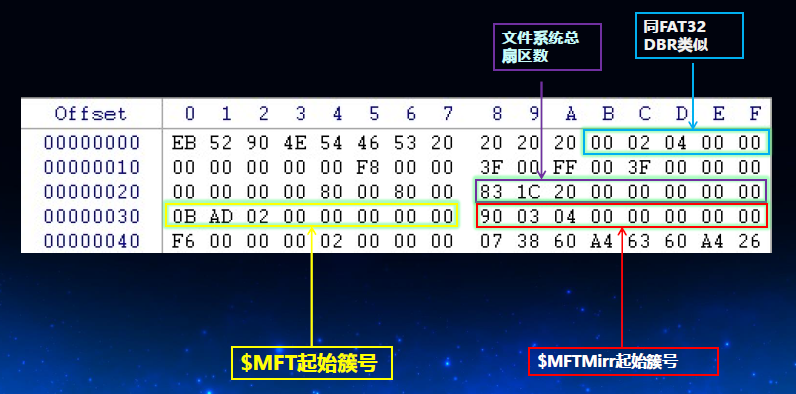 文件系统总
扇区数
同FAT32
DBR类似
Offset 0 1 2 3 4 5 6 7 8 9 A B C D E F
00000000 EB 52 90 4E 54 46 53 20 20 20 20 00 02 04 00 00
00000010 00 00 00 00 00 F8 00 00 3F 00 FF 00 3F 00 00 00
00000020 00 00 00 00 80 00 80 00 83 1C 20 00 00 00 00 00
00000030 0B AD 02 00 00 00 00 00 90 03 04 00 00 00 00 00
00000040 F6 00 00 00 02 00 00 00 07 38 60 A4 63 60 A4 26
$MFT起始簇号
$MFTMirr起始簇号